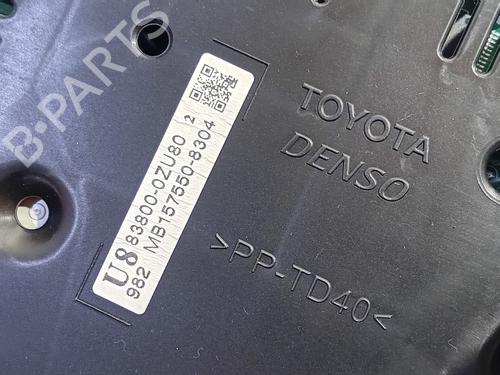 B-PARTS
TOYOTA
DENSO
U8 83800-0ZU80 2
982 MB157550-8304
>PP-TD40<